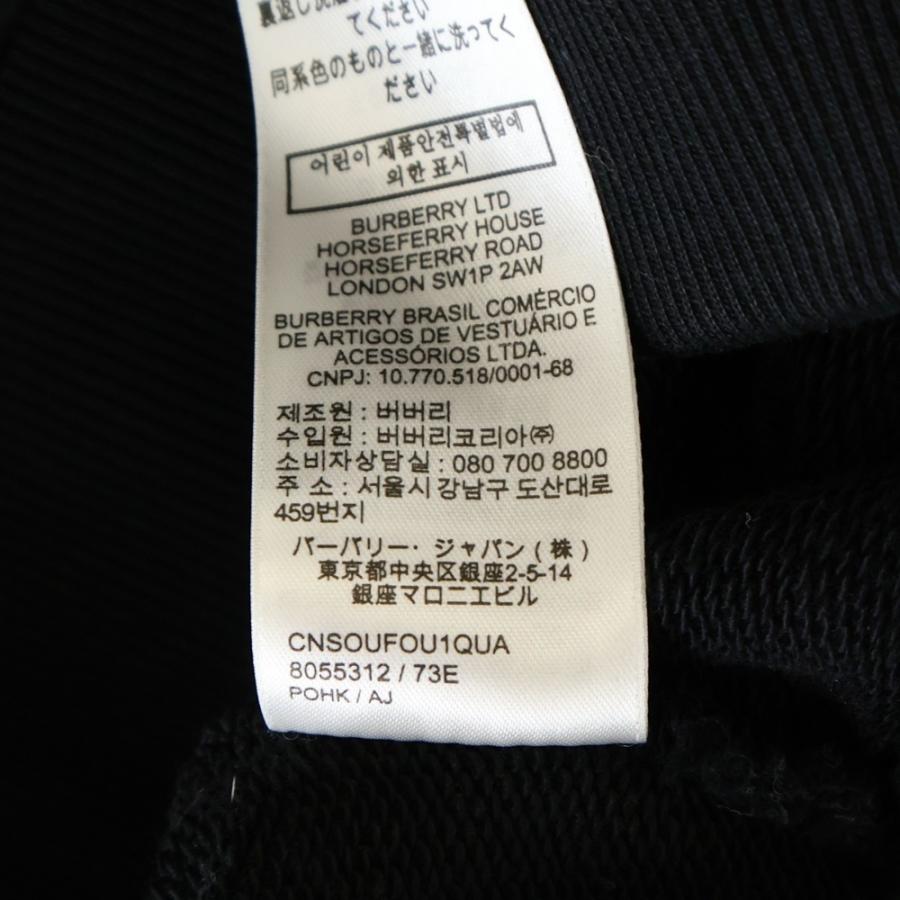 裏返し洗濯
てください
同系色のものと一緒に洗ってく
ださい
어린이 제품안전특별법에
의한 표시
BURBERRY LTD
HORSEFERRY HOUSE
HORSEFERRY ROAD
LONDON SW1P 2AW
BURBERRY BRASIL COMÉRCIO
DE ARTIGOS DE VESTUÁRIO E
ACESSÓRIOS LTDA.
CNPJ: 10.770.518/0001-68
제조원 : 버버리
수입원 : 버버리코리아㈜
소비자상담실 : 080 700 8800
주 소 : 서울시 강남구 도산대로
459번지
バーバリー・ジャパン(株)
東京都中央区銀座2-5-14
銀座マロニエビル
CNSOUFOU1QUA
8055312 / 73E
POHK / AJ